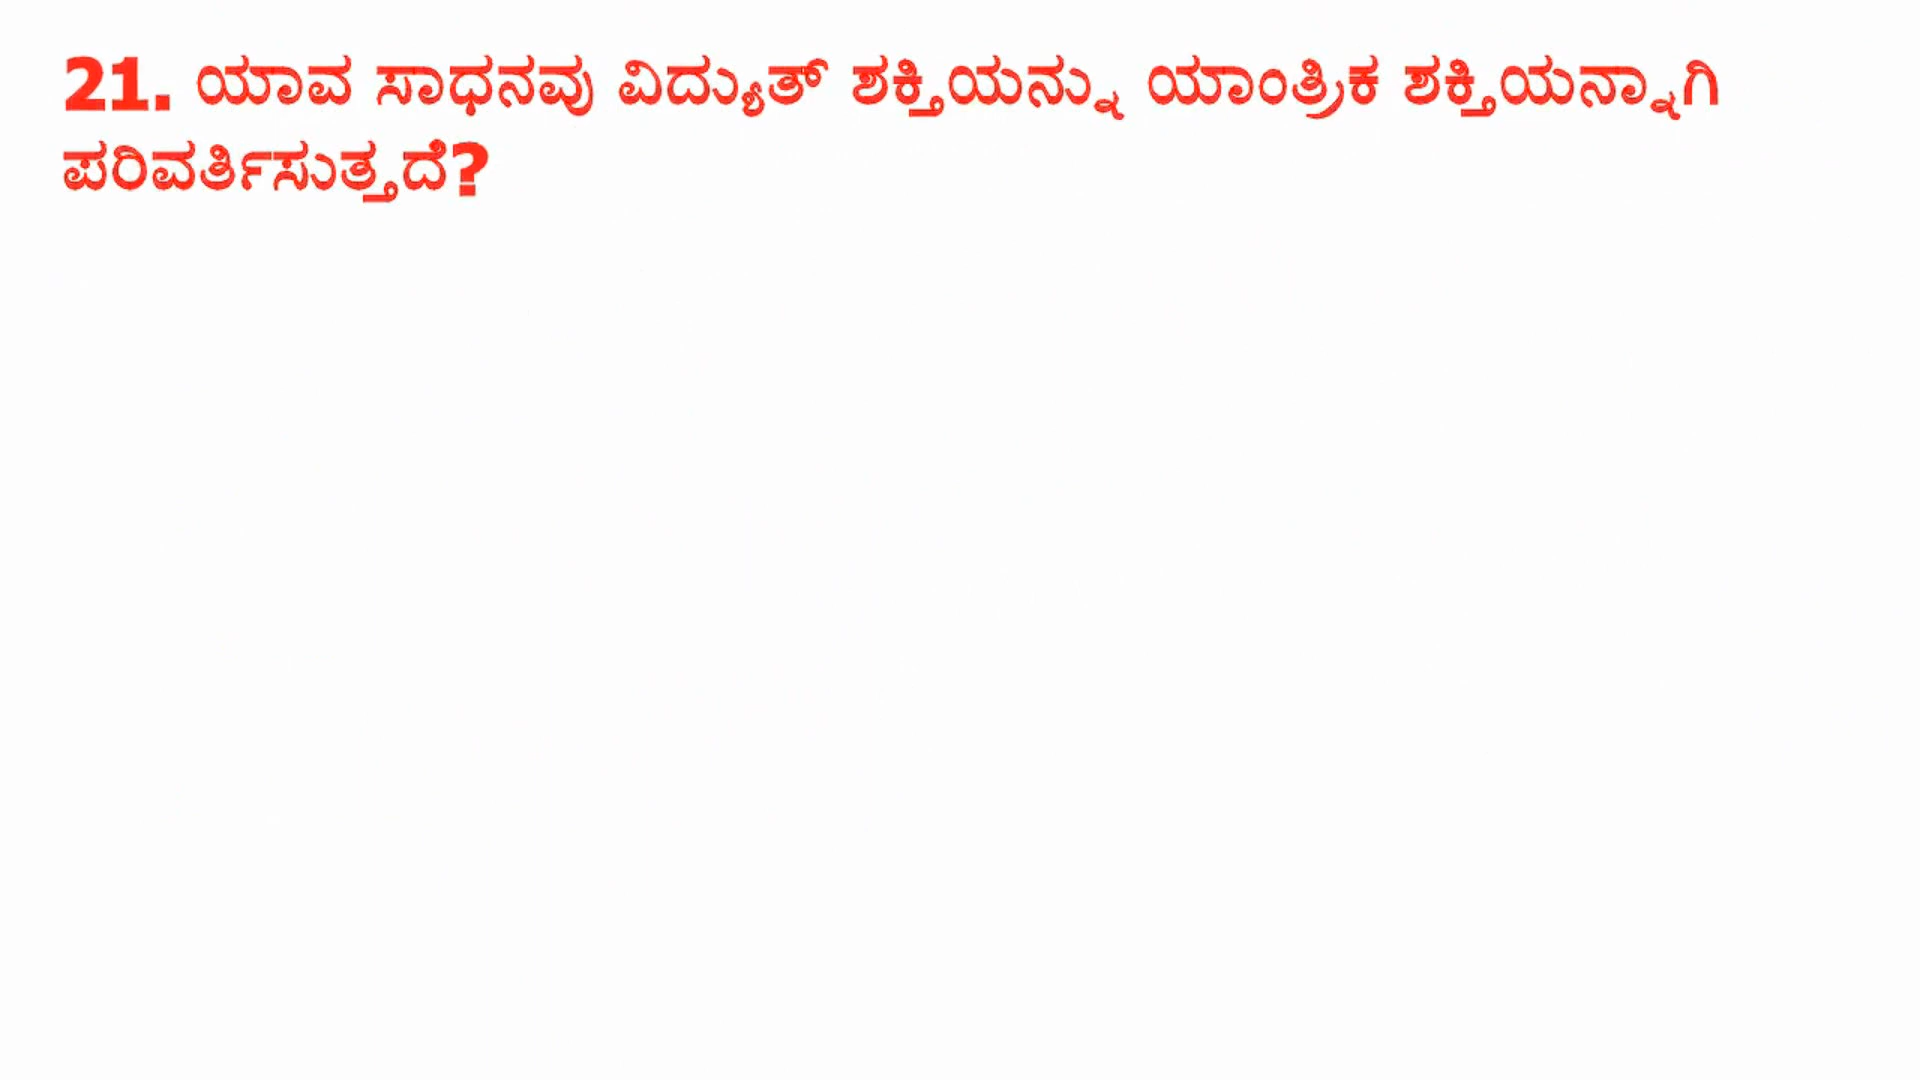 21. ಯಾವ ಸಾಧನವು ವಿದ್ಯುತ್ ಶಕ್ತಿಯನ್ನು ಯಾಂತ್ರಿಕ ಶಕ್ತಿಯನ್ನಾಗಿ
ಪರಿವರ್ತಿಸುತ್ತದೆ?